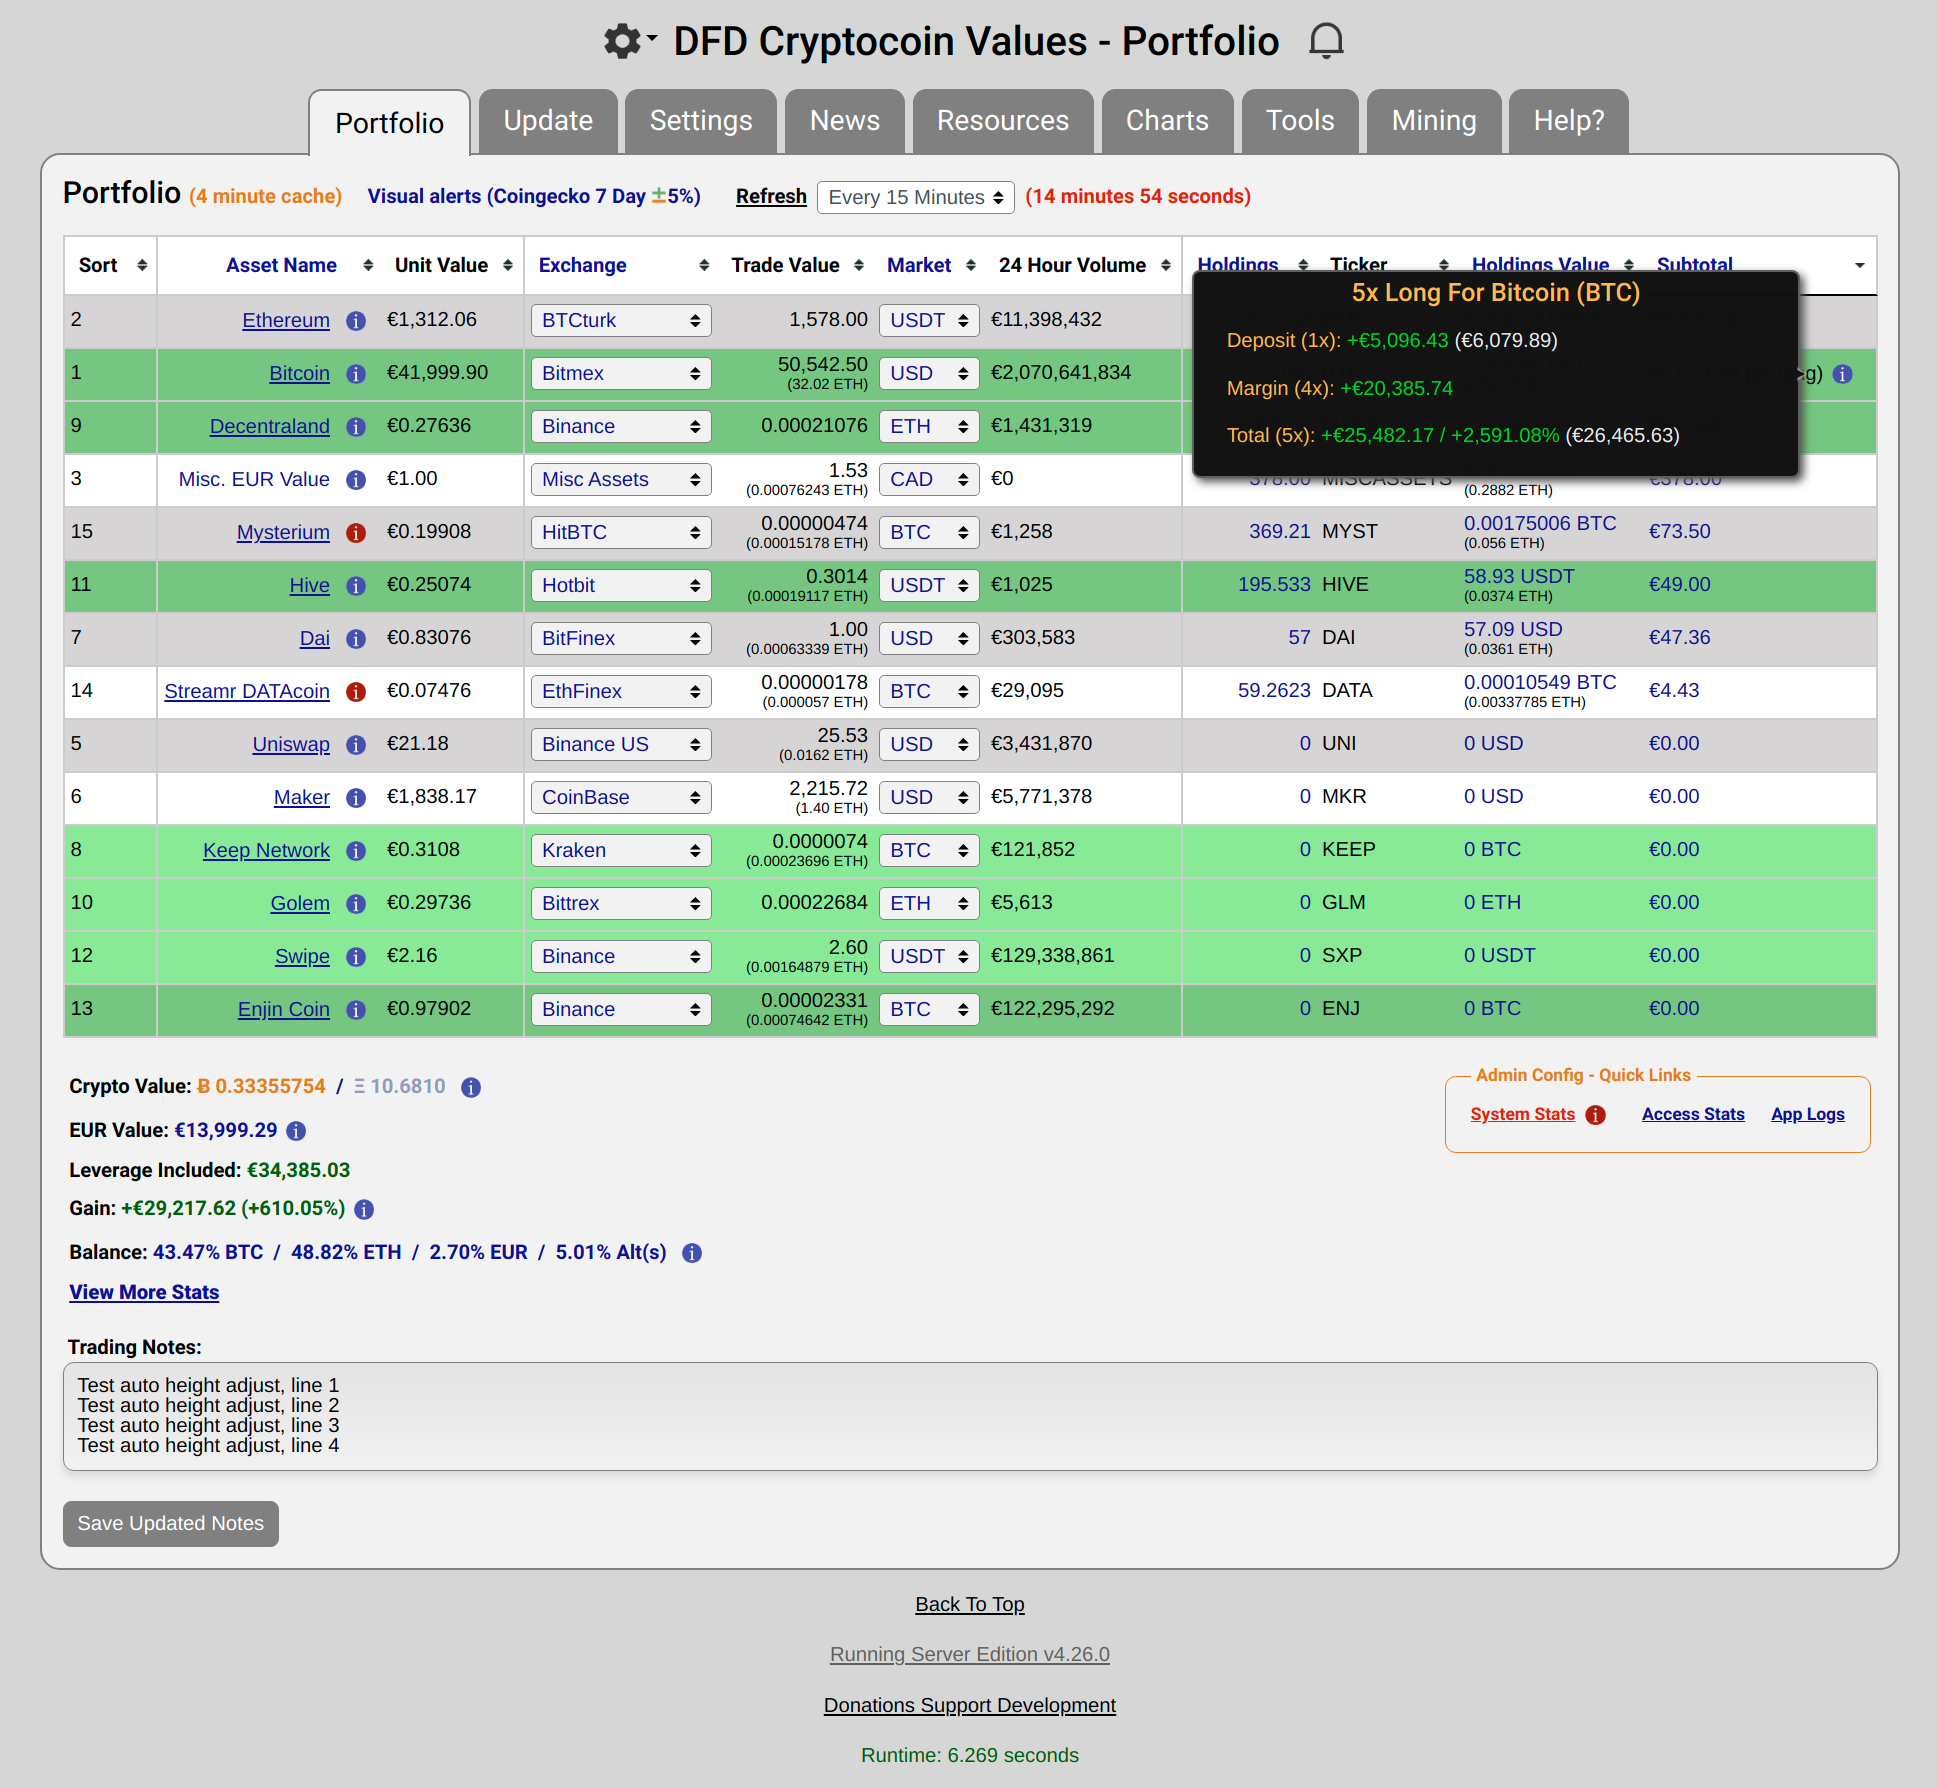 DFD Cryptocoin Values - Portfolio
Portfolio Update Settings News Resources Charts Tools Mining Help?
Portfolio (4 minute cache) Visual alerts (Coingecko 7 Day ±5%) Refresh Every 15 Minutes (14 minutes 54 seconds)
Sort Asset Name Unit Value Exchange Trade Value Market 24 Hour Volume Holdings Ticker Holdings Value Subtotal
5x Long For Bitcoin (BTC)
Deposit (1x): +€5,096.43 (€6,079.89)
Margin (4x): +€20,385.74
Total (5x): +€25,482.17 / +2,591.08% (€26,465.63)
2 Ethereum €1,312.06 BTCturk 1,578.00 USDT €11,398,432
1 Bitcoin €41,999.90 Bitmex 50,542.50 USD €2,070,641,834
(32.02 ETH)
9 Decentraland €0.27636 Binance 0.00021076 ETH €1,431,319
3 Misc. EUR Value €1.00 Misc Assets 1.53 CAD €0 378.00 MISCASSETS €378.00
(0.00076243 ETH) (0.2882 ETH)
15 Mysterium €0.19908 HitBTC 0.00000474 BTC €1,258 369.21 MYST 0.00175006 BTC €73.50
(0.00015178 ETH) (0.056 ETH)
11 Hive €0.25074 Hotbit 0.3014 USDT €1,025 195.533 HIVE 58.93 USDT €49.00
(0.00019117 ETH) (0.0374 ETH)
7 Dai €0.83076 BitFinex 1.00 USD €303,583 57 DAI 57.09 USD €47.36
(0.00063339 ETH) (0.0361 ETH)
14 Streamr DATAcoin €0.07476 EthFinex 0.00000178 BTC €29,095 59.2623 DATA 0.00010549 BTC €4.43
(0.000057 ETH) (0.00337785 ETH)
5 Uniswap €21.18 Binance US 25.53 USD €3,431,870 0 UNI 0 USD €0.00
(0.0162 ETH)
6 Maker €1,838.17 CoinBase 2,215.72 USD €5,771,378 0 MKR 0 USD €0.00
(1.40 ETH)
8 Keep Network €0.3108 Kraken 0.0000074 BTC €121,852 0 KEEP 0 BTC €0.00
(0.00023696 ETH)
10 Golem €0.29736 Bittrex 0.00022684 ETH €5,613 0 GLM 0 ETH €0.00
12 Swipe €2.16 Binance 2.60 USDT €129,338,861 0 SXP 0 USDT €0.00
(0.00164879 ETH)
13 Enjin Coin €0.97902 Binance 0.00002331 BTC €122,295,292 0 ENJ 0 BTC €0.00
(0.00074642 ETH)
Crypto Value: Ƀ 0.33355754 / Ξ 10.6810
EUR Value: €13,999.29
Leverage Included: €34,385.03
Gain: +€29,217.62 (+610.05%)
Balance: 43.47% BTC / 48.82% ETH / 2.70% EUR / 5.01% Alt(s)
View More Stats
Admin Config - Quick Links
System Stats Access Stats App Logs
Trading Notes:
Test auto height adjust, line 1
Test auto height adjust, line 2
Test auto height adjust, line 3
Test auto height adjust, line 4
Save Updated Notes
Back To Top
Running Server Edition v4.26.0
Donations Support Development
Runtime: 6.269 seconds